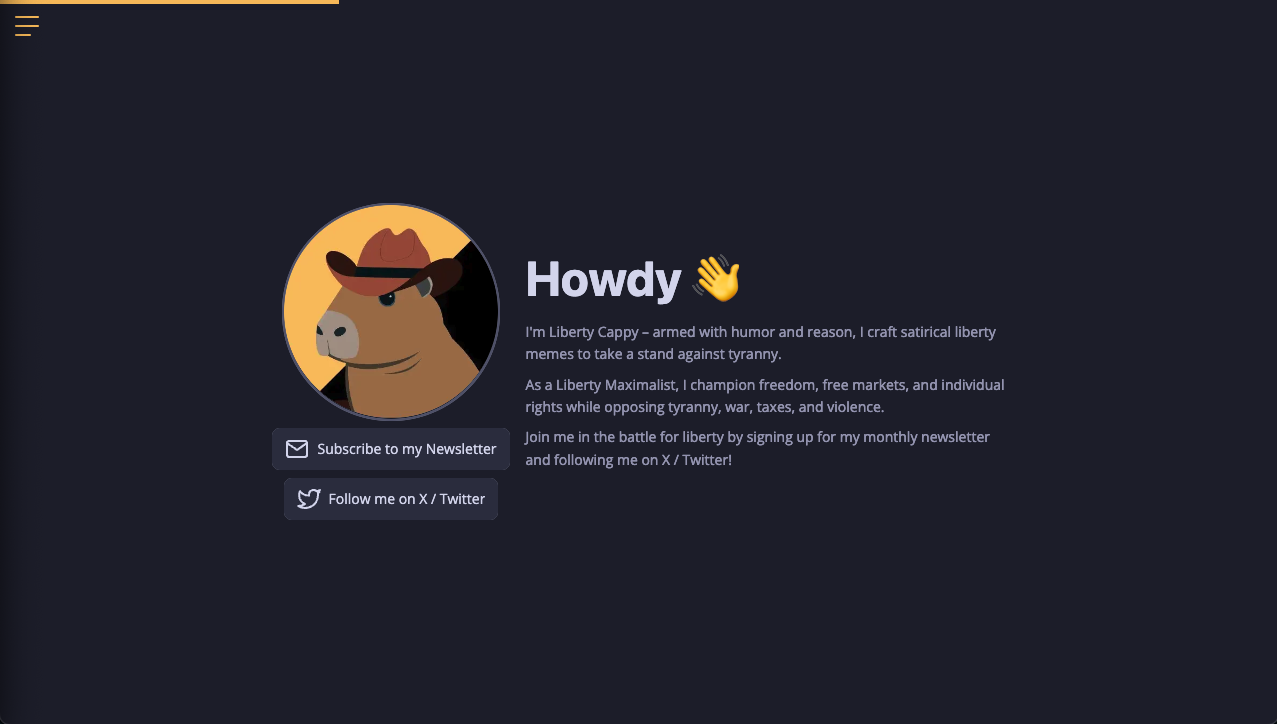 Howdy 👋
I'm Liberty Cappy – armed with humor and reason, I craft satirical liberty
memes to take a stand against tyranny.
As a Liberty Maximalist, I champion freedom, free markets, and individual
rights while opposing tyranny, war, taxes, and violence.
Join me in the battle for liberty by signing up for my monthly newsletter
and following me on X / Twitter!
Subscribe to my Newsletter
Follow me on X / Twitter